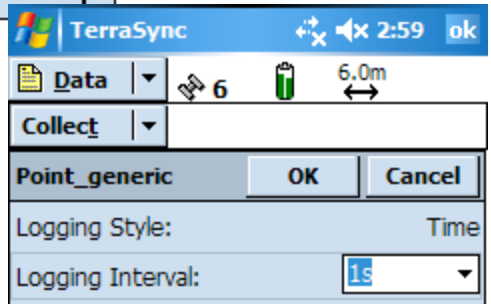 TerraSync 2:59 ok
Data 6 6.0m
Collect
Point_generic OK Cancel
Logging Style: Time
Logging Interval: 1s